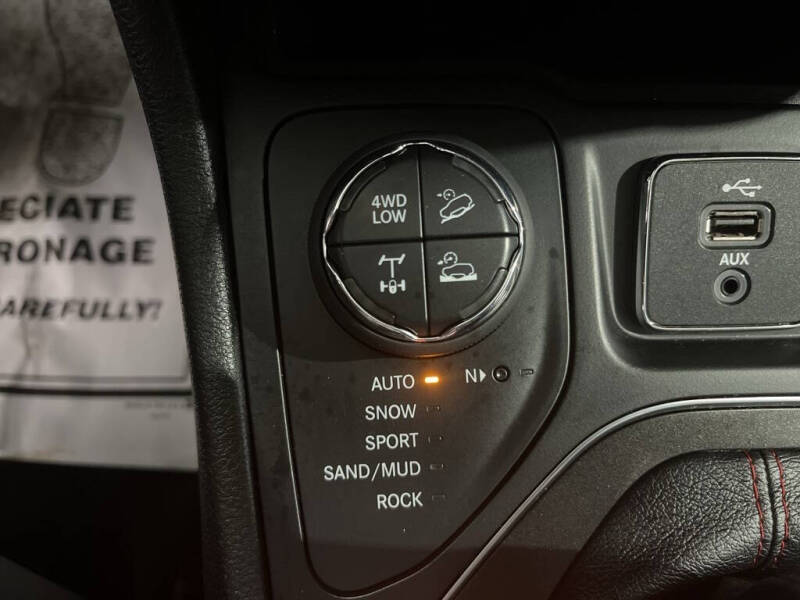 ECIATE
RONAGE
AREFULLY!
4WD
LOW
AUX
AUTO
N
SNOW
SPORT
SAND/MUD
ROCK